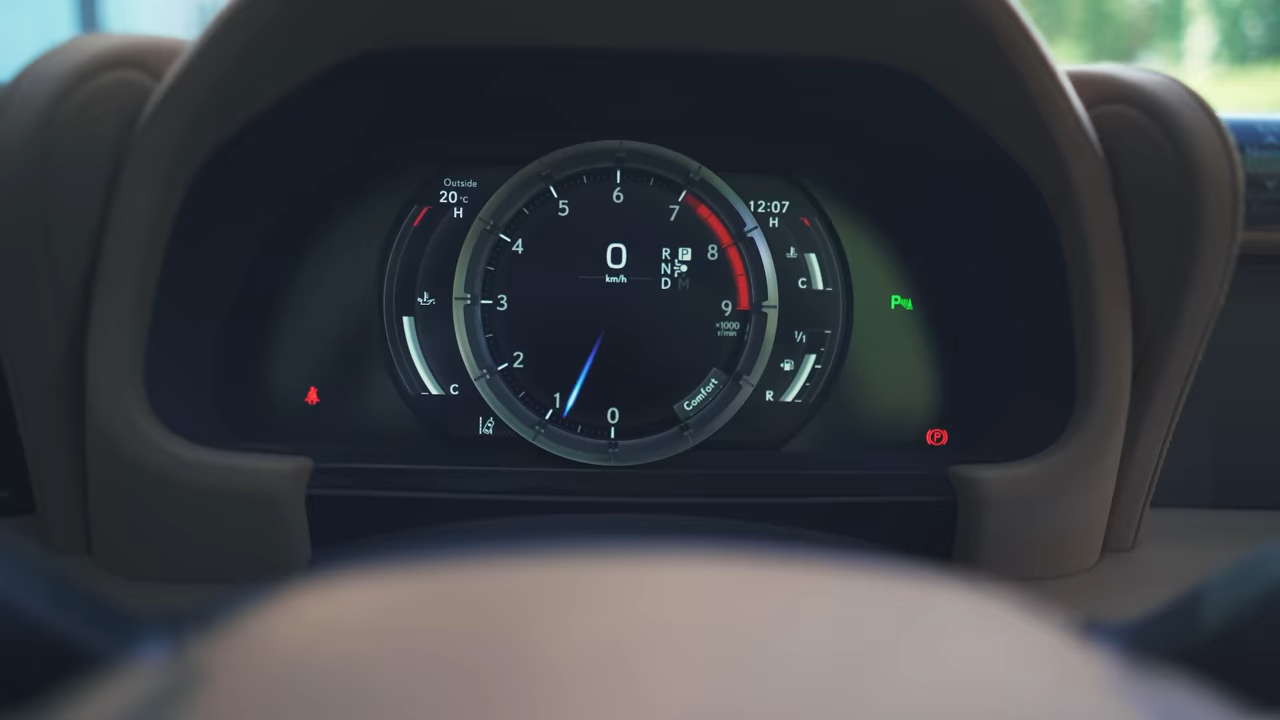 Outside
20°C
H
C
5
6
7
4
8
3
9
2
1
0
×1000
r/min
0
km/h
R P
N
D M
Comfort
12:07
H
C
1/1
R
P
P